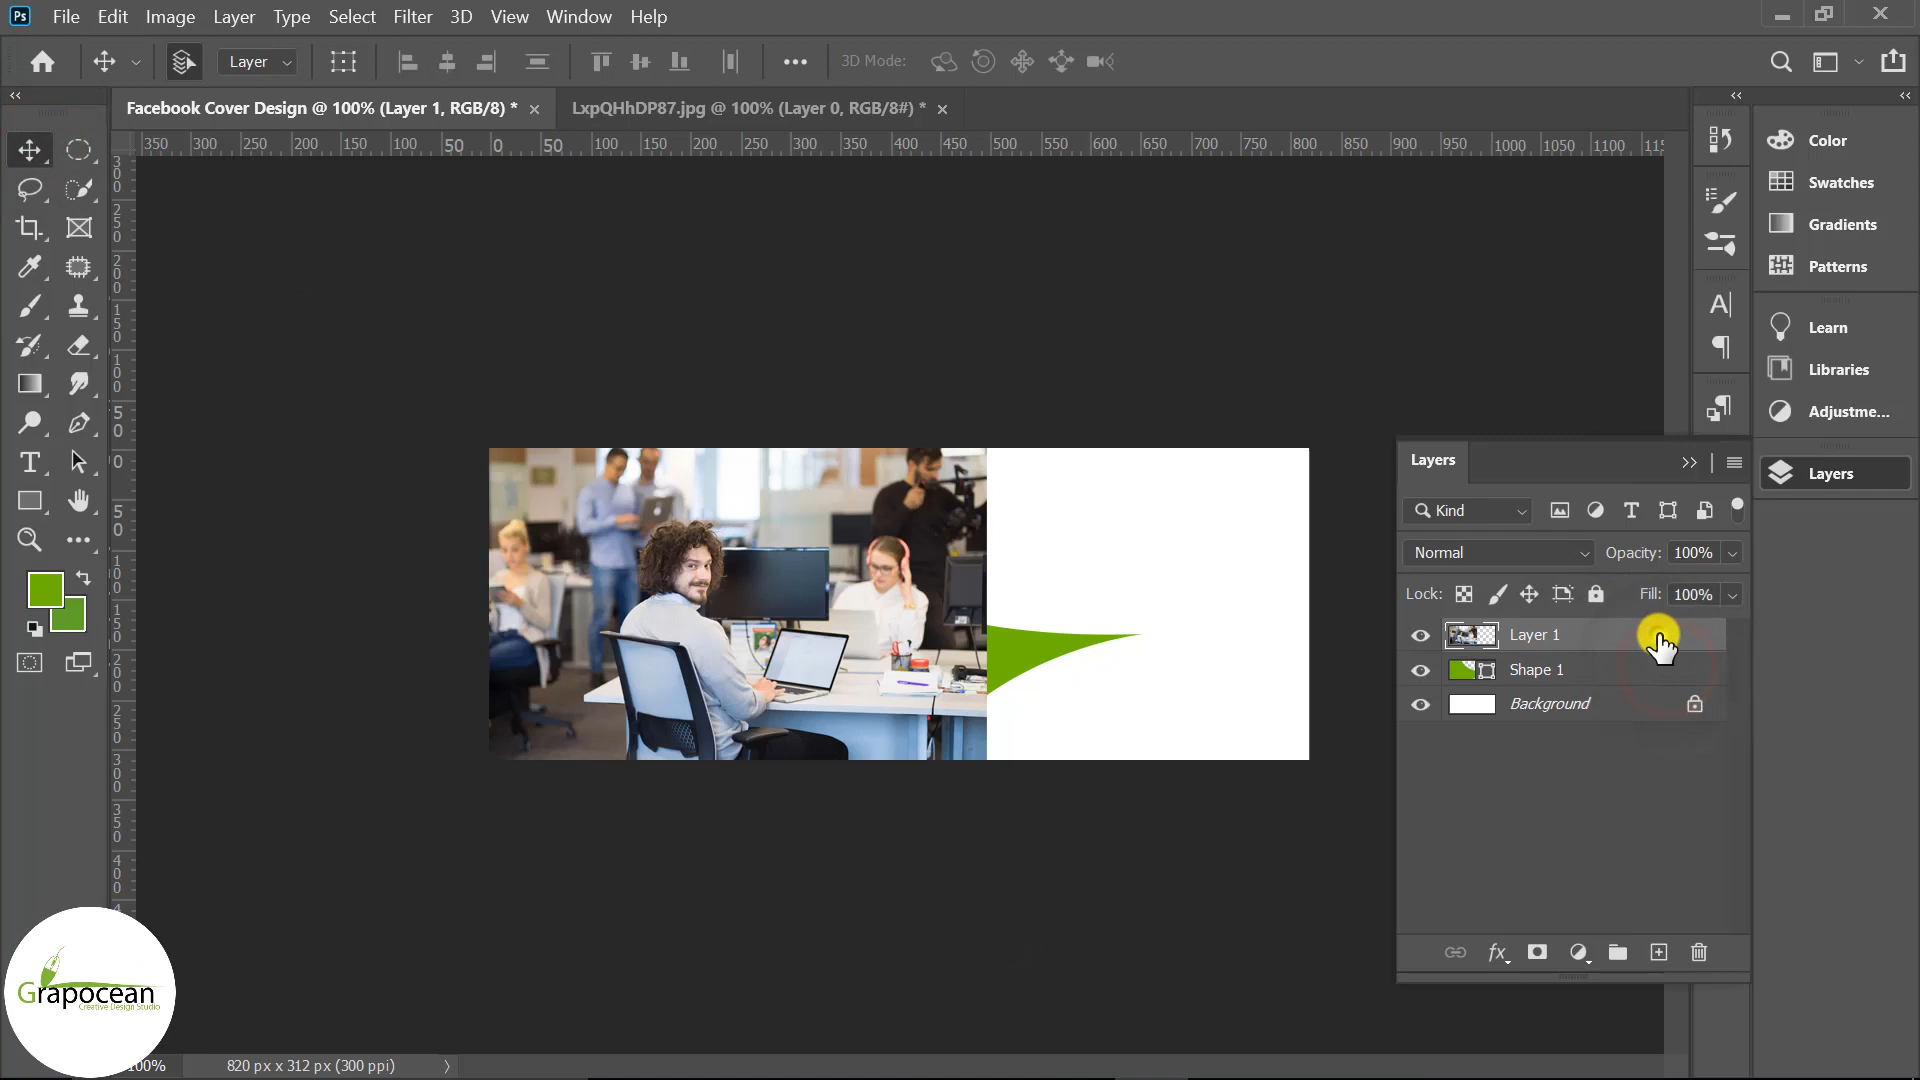 Ps File Edit Image Layer Type Select Filter 3D View Window Help
Layer 3D Mode:
Facebook Cover Design @ 100% (Layer 1, RGB/8) * LxpQHhDP87.jpg @ 100% (Layer 0, RGB/8#) *
350 300 250 200 150 100 50 0 50 100 150 200 250 300 350 400 450 500 550 600 650 700 750 800 850 900 950 1000 1050 1100
Color
Swatches
Gradients
Patterns
Learn
Libraries
Adjustme...
Layers
Layers
Kind
Normal Opacity: 100%
Lock: Fill: 100%
Layer 1
Shape 1
Background
fx
Grapocean
Creative Design Studio
100% 820 px x 312 px (300 ppi)